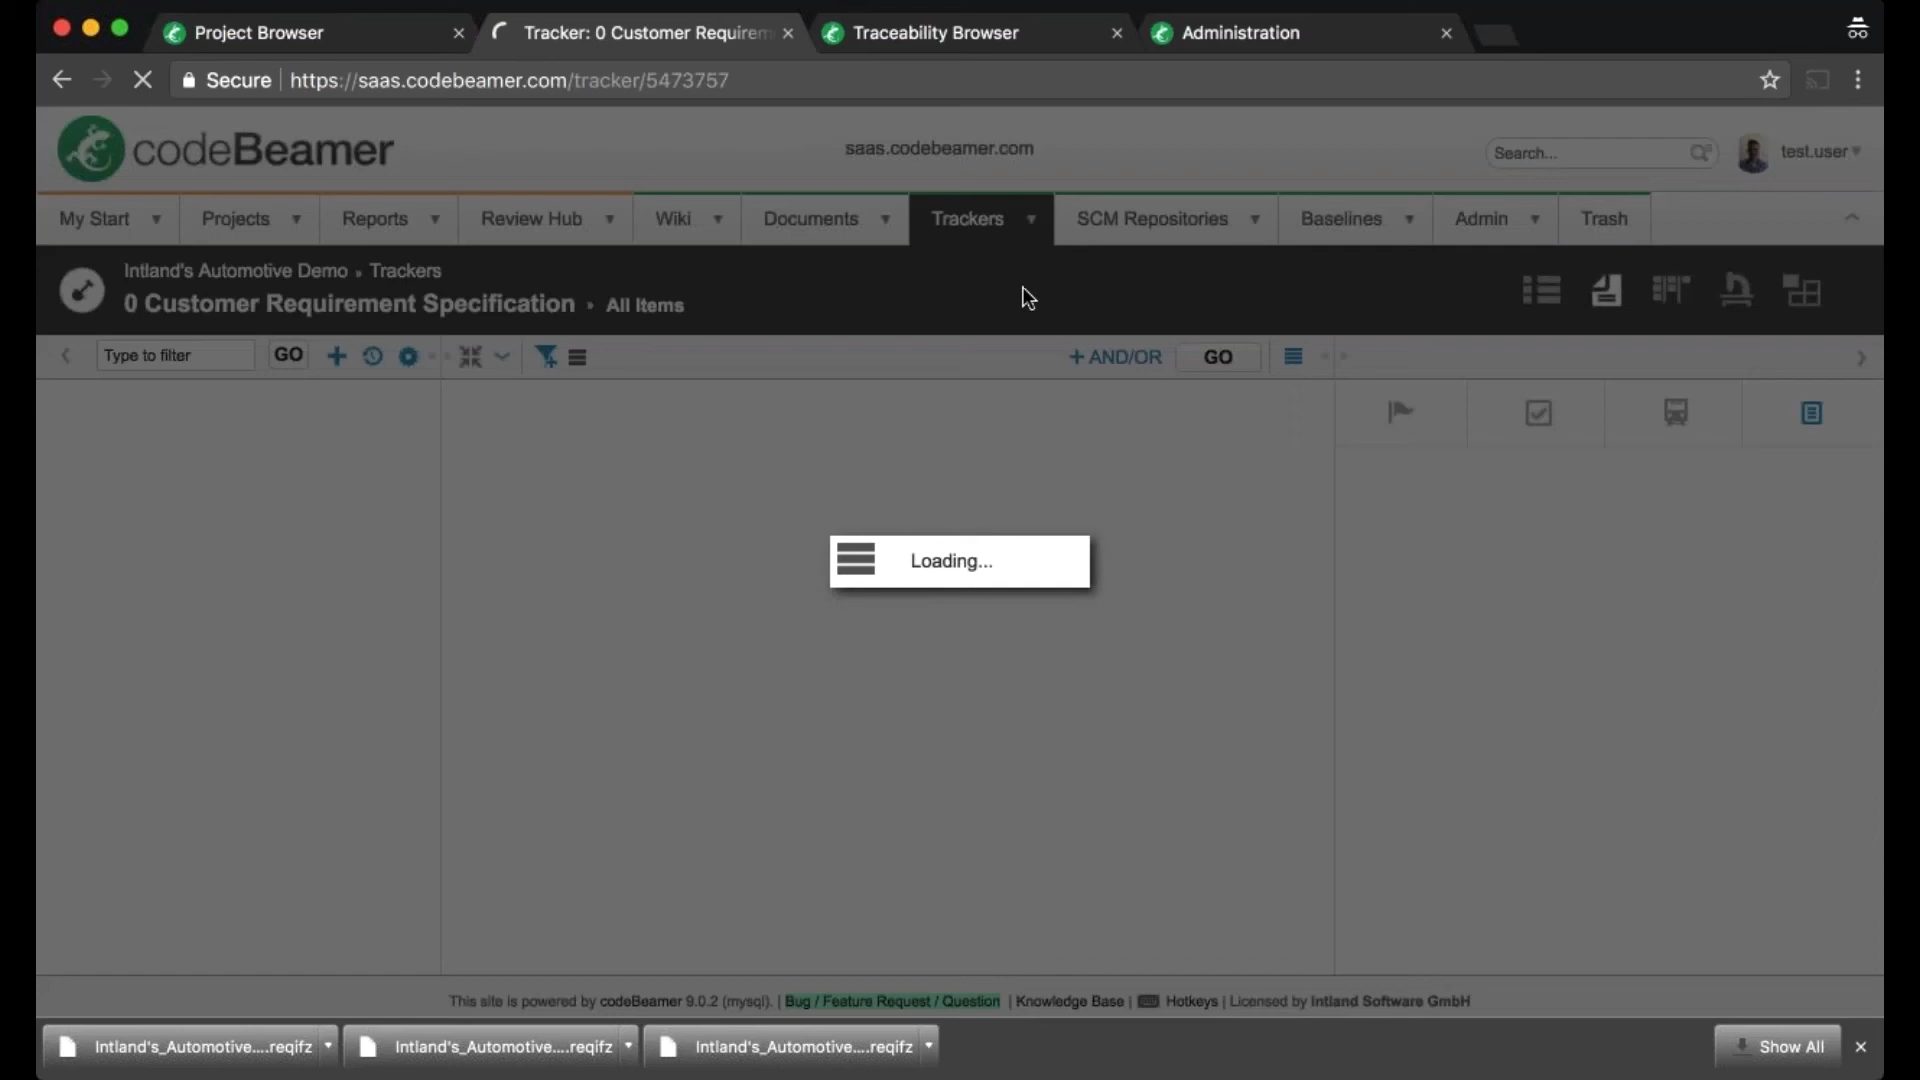 Project Browser
Tracker: 0 Customer Requirem
Traceability Browser
Administration
Secure
https://saas.codebeamer.com/tracker/5473757
codeBeamer
saas.codebeamer.com
Search...
test.user
My Start
Projects
Reports
Review Hub
Wiki
Documents
Trackers
SCM Repositories
Baselines
Admin
Trash
Intland's Automotive Demo » Trackers
0 Customer Requirement Specification » All Items
Type to filter
GO
+ AND/OR
GO
Loading...
This site is powered by codeBeamer 9.0.2 (mysql). | Bug / Feature Request / Question | Knowledge Base | Hotkeys | Licensed by Intland Software GmbH
Intland's_Automotive....reqifz
Intland's_Automotive....reqifz
Intland's_Automotive....reqifz
Show All